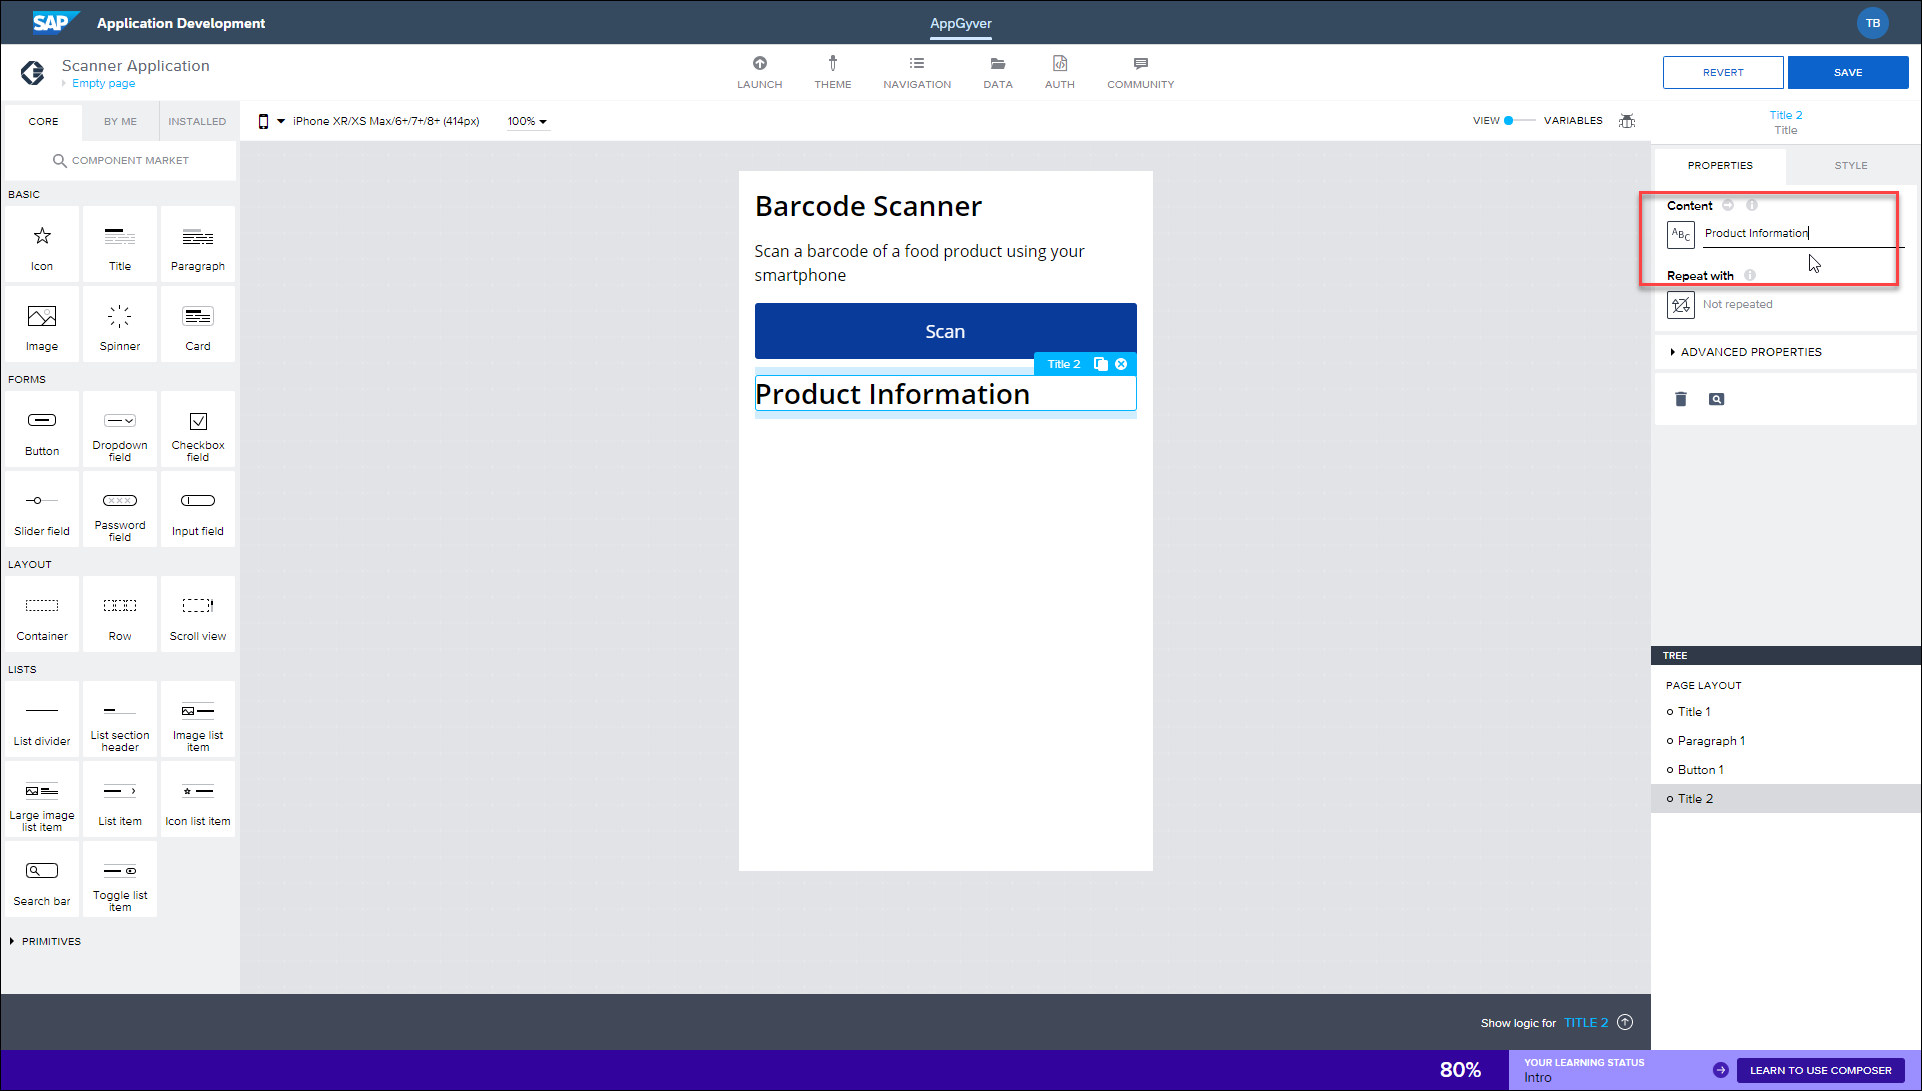 SAP Application Development
AppGyver
TB
Scanner Application
Empty page
LAUNCH
THEME
NAVIGATION
DATA
AUTH
COMMUNITY
REVERT
SAVE
CORE
BY ME
INSTALLED
iPhone XR/XS Max/6+/7+/8+ (414px)
100%
VIEW
VARIABLES
Title 2
Title
COMPONENT MARKET
PROPERTIES
STYLE
BASIC
Icon
Title
Paragraph
Image
Spinner
Card
FORMS
Button
Dropdown
field
Checkbox
field
Slider field
Password
field
Input field
LAYOUT
Container
Row
Scroll view
LISTS
List divider
List section
header
Image list
item
Large image
list item
List item
Icon list item
Search bar
Toggle list
item
PRIMITIVES
Barcode Scanner
Scan a barcode of a food product using your
smartphone
Scan
Title 2
Product Information
Content
ABC
Product Information
Repeat with
Not repeated
ADVANCED PROPERTIES
TREE
PAGE LAYOUT
Title 1
Paragraph 1
Button 1
Title 2
Show logic for TITLE 2
80%
YOUR LEARNING STATUS
Intro
LEARN TO USE COMPOSER